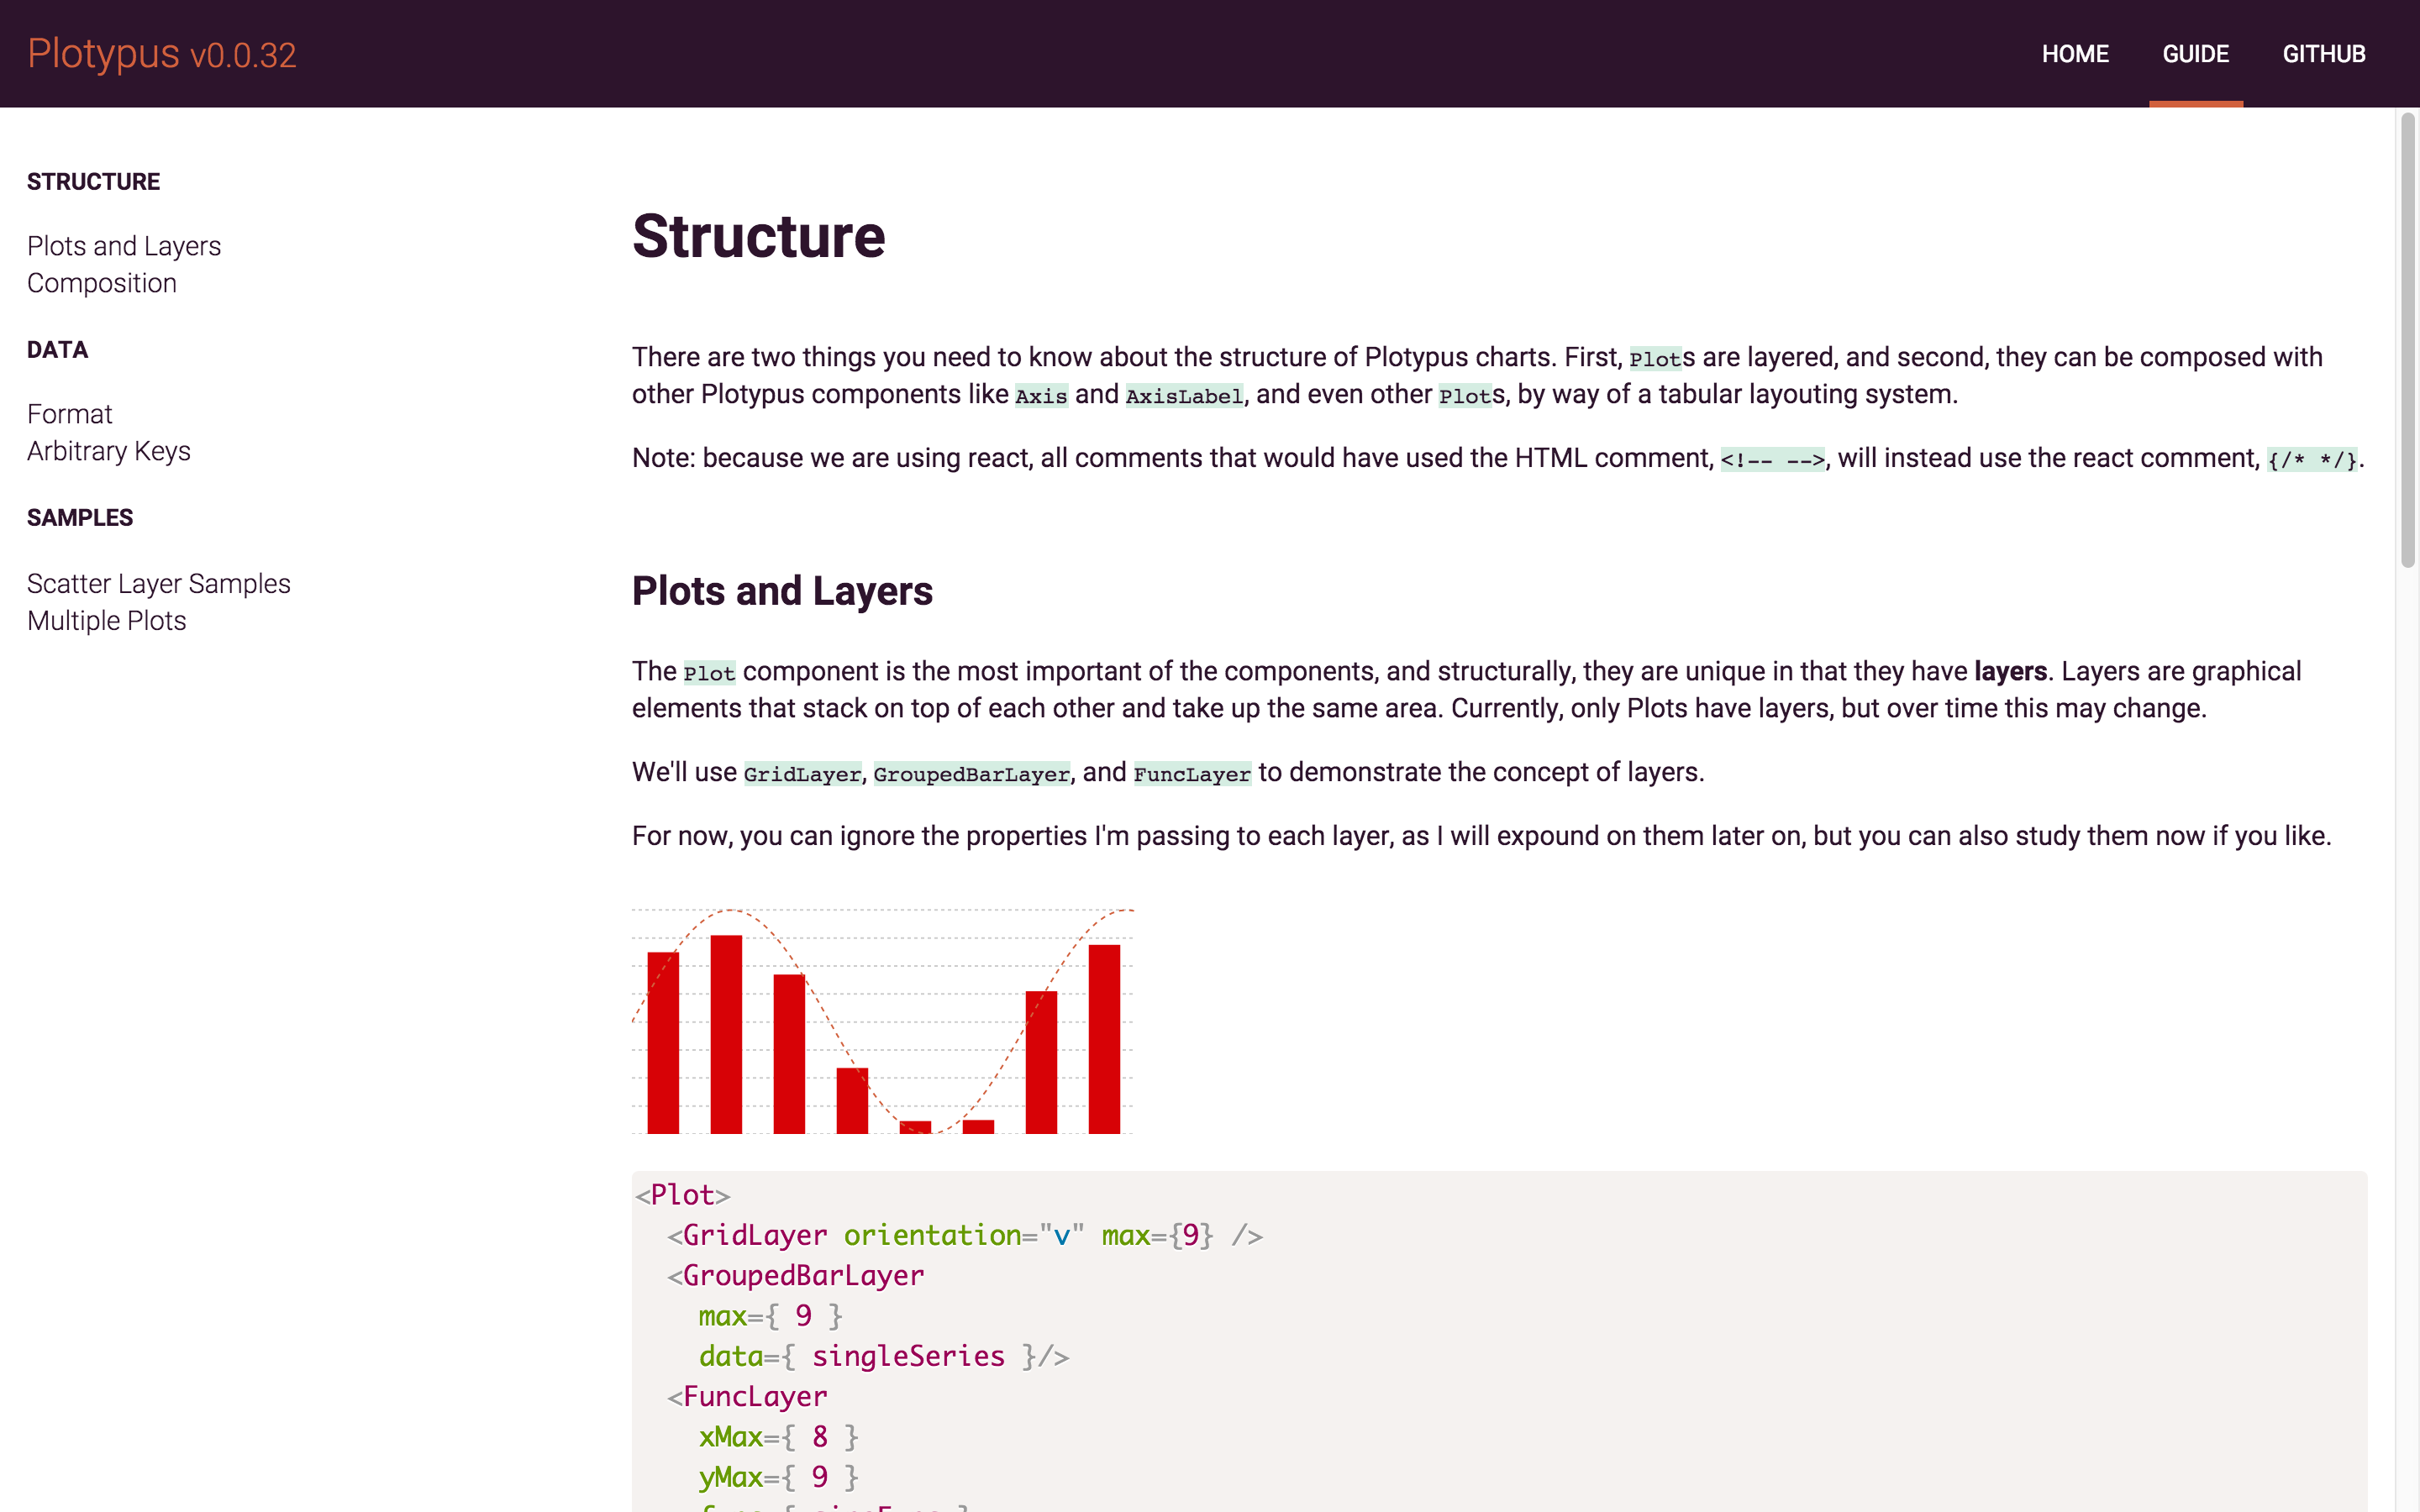 Plotypus v0.0.32
HOME GUIDE GITHUB
STRUCTURE
Plots and Layers
Composition
DATA
Format
Arbitrary Keys
SAMPLES
Scatter Layer Samples
Multiple Plots
Structure
There are two things you need to know about the structure of Plotypus charts. First, Plots are layered, and second, they can be composed with
other Plotypus components like Axis and AxisLabel, and even other Plots, by way of a tabular layouting system.
Note: because we are using react, all comments that would have used the HTML comment, <!-- -->, will instead use the react comment, {/* */}.
Plots and Layers
The Plot component is the most important of the components, and structurally, they are unique in that they have layers. Layers are graphical
elements that stack on top of each other and take up the same area. Currently, only Plots have layers, but over time this may change.
We'll use GridLayer, GroupedBarLayer, and FuncLayer to demonstrate the concept of layers.
For now, you can ignore the properties I'm passing to each layer, as I will expound on them later on, but you can also study them now if you like.
<Plot>
<GridLayer orientation="v" max={9} />
<GroupedBarLayer
max={ 9 }
data={ singleSeries }/>
<FuncLayer
xMax={ 8 }
yMax={ 9 }